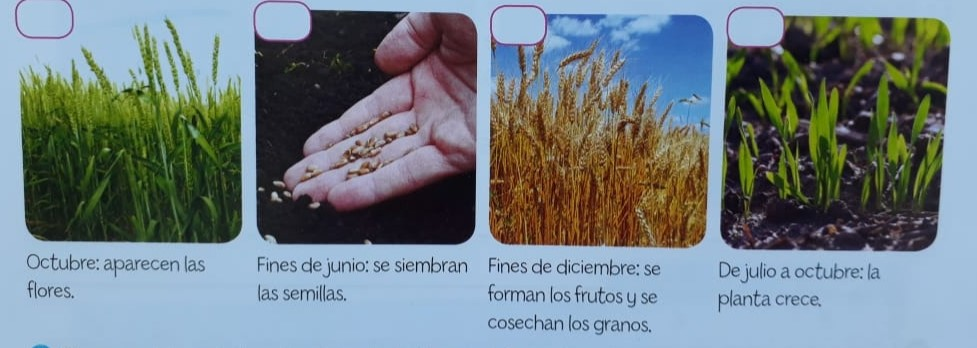 Octubre: aparecen las
flores.
Fines de junio: se siembran
las semillas.
Fines de diciembre: se
forman los frutos y se
cosechan los granos.
De julio a octubre: la
planta crece.